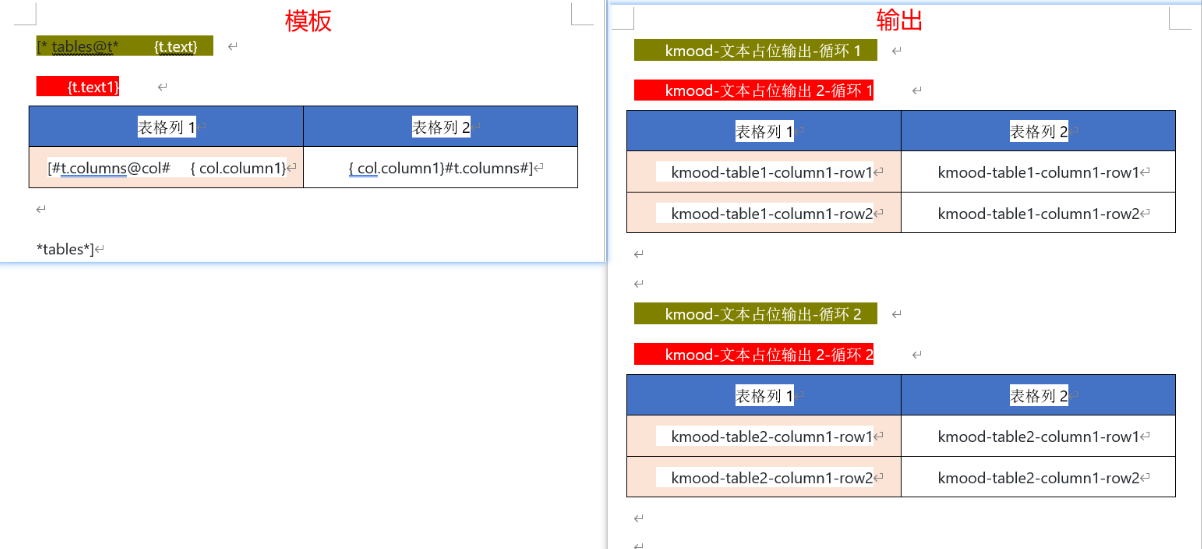 模板
[* tables@t* {t.text}
{t.text1}
表格列 1 表格列 2
[#t.columns@col# { col.column1} { col.column1}#t.columns#]
*tables*]
输出
kmood-文本占位输出-循环 1
kmood-文本占位输出 2-循环 1
表格列 1 表格列 2
kmood-table1-column1-row1 kmood-table1-column1-row1
kmood-table1-column1-row2 kmood-table1-column1-row2
kmood-文本占位输出-循环 2
kmood-文本占位输出 2-循环 2
表格列 1 表格列 2
kmood-table2-column1-row1 kmood-table2-column1-row1
kmood-table2-column1-row2 kmood-table2-column1-row2